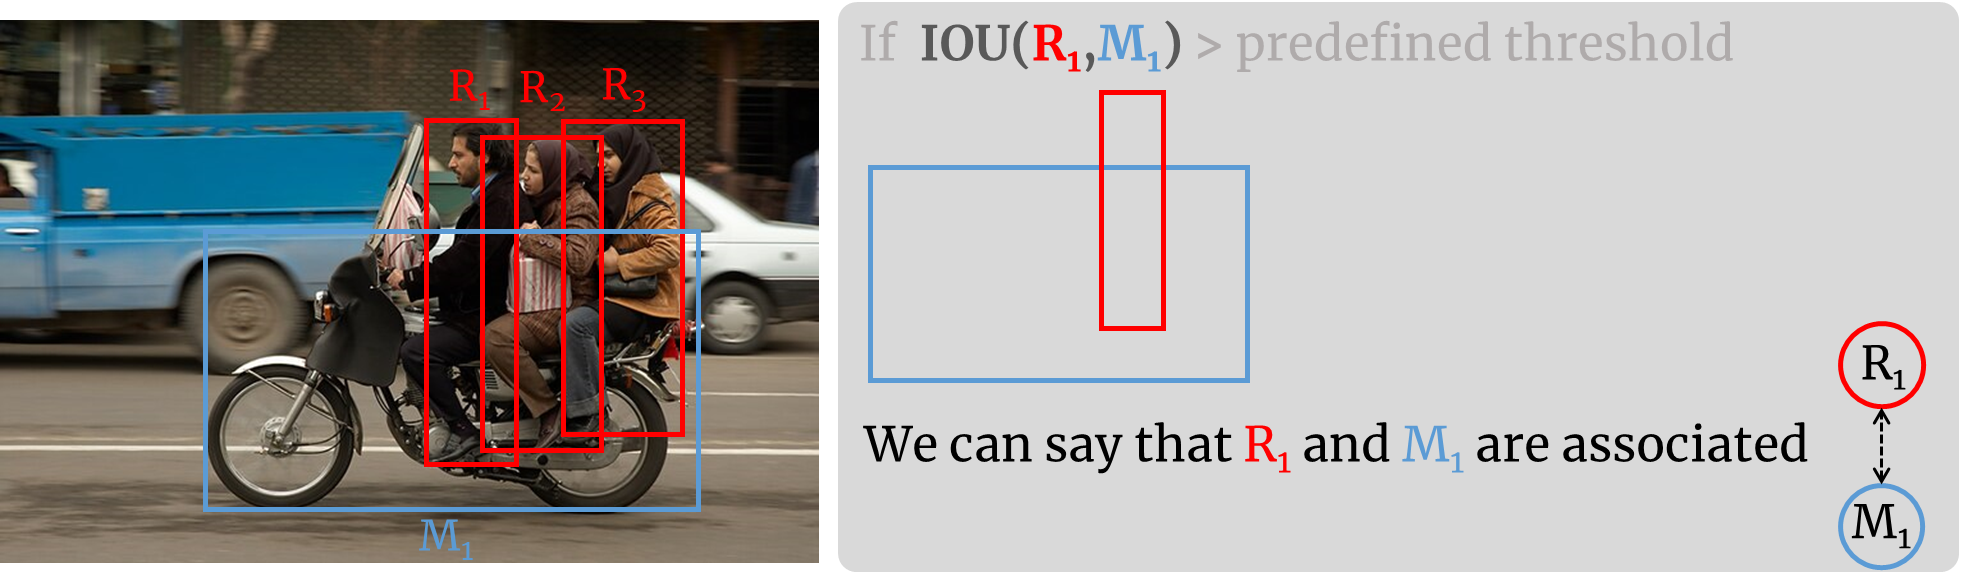 R₁ R₂ R₃
M₁
If IOU(R₁,M₁) > predefined threshold
We can say that R₁ and M₁ are associated
R₁
M₁